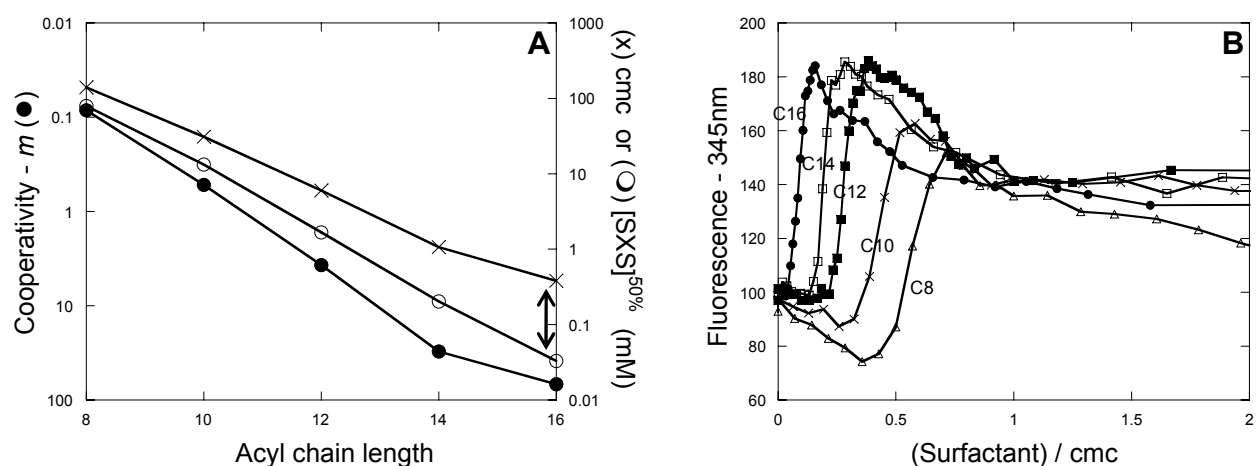 A
Cooperativity - m (●)
0.01
0.1
1
10
100
8
10
12
14
16
Acyl chain length
1000
100
10
1
0.1
0.01
(x) cmc or (○) [SXS]50% (mM)
B
Fluorescence - 345nm
200
180
160
140
120
100
80
60
C16
C14
C12
C10
C8
0
0.5
1
1.5
2
(Surfactant) / cmc